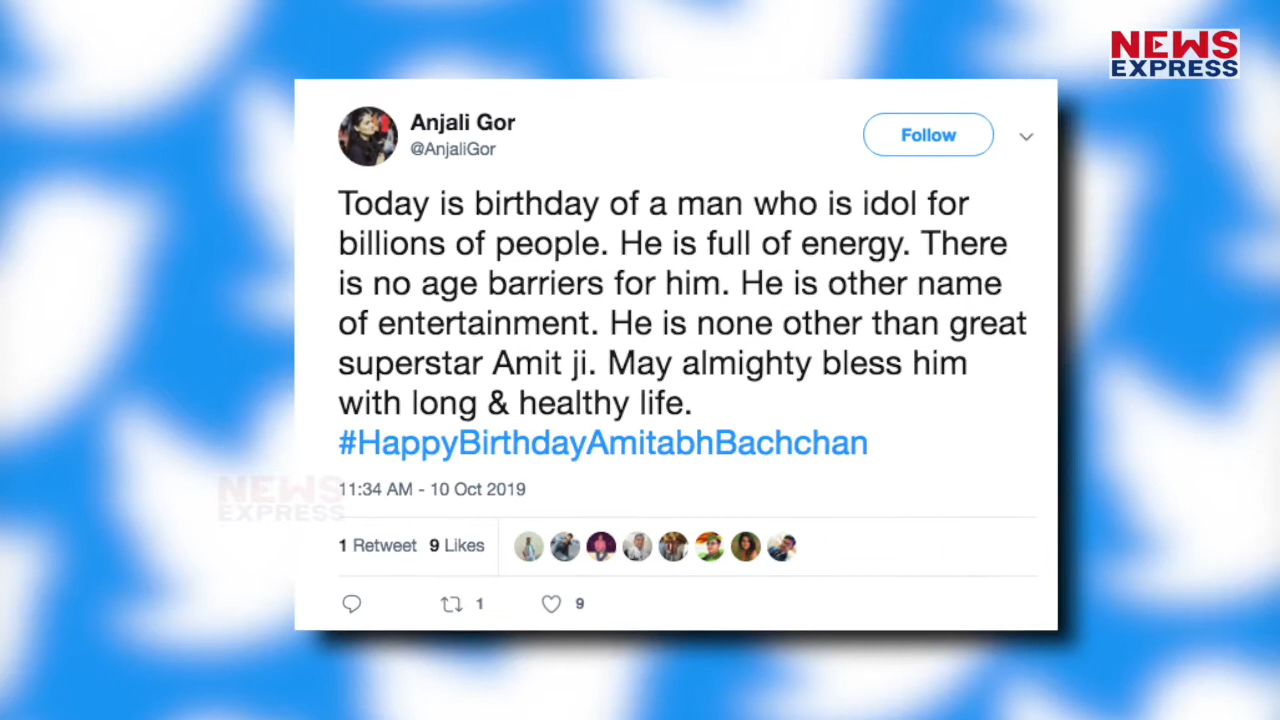 NEWS
EXPRESS
Anjali Gor
@AnjaliGor
Follow
Today is birthday of a man who is idol for
billions of people. He is full of energy. There
is no age barriers for him. He is other name
of entertainment. He is none other than great
superstar Amit ji. May almighty bless him
with long & healthy life.
#HappyBirthdayAmitabhBachchan
NEWS
EXPRESS
11:34 AM - 10 Oct 2019
1 Retweet 9 Likes
1 9